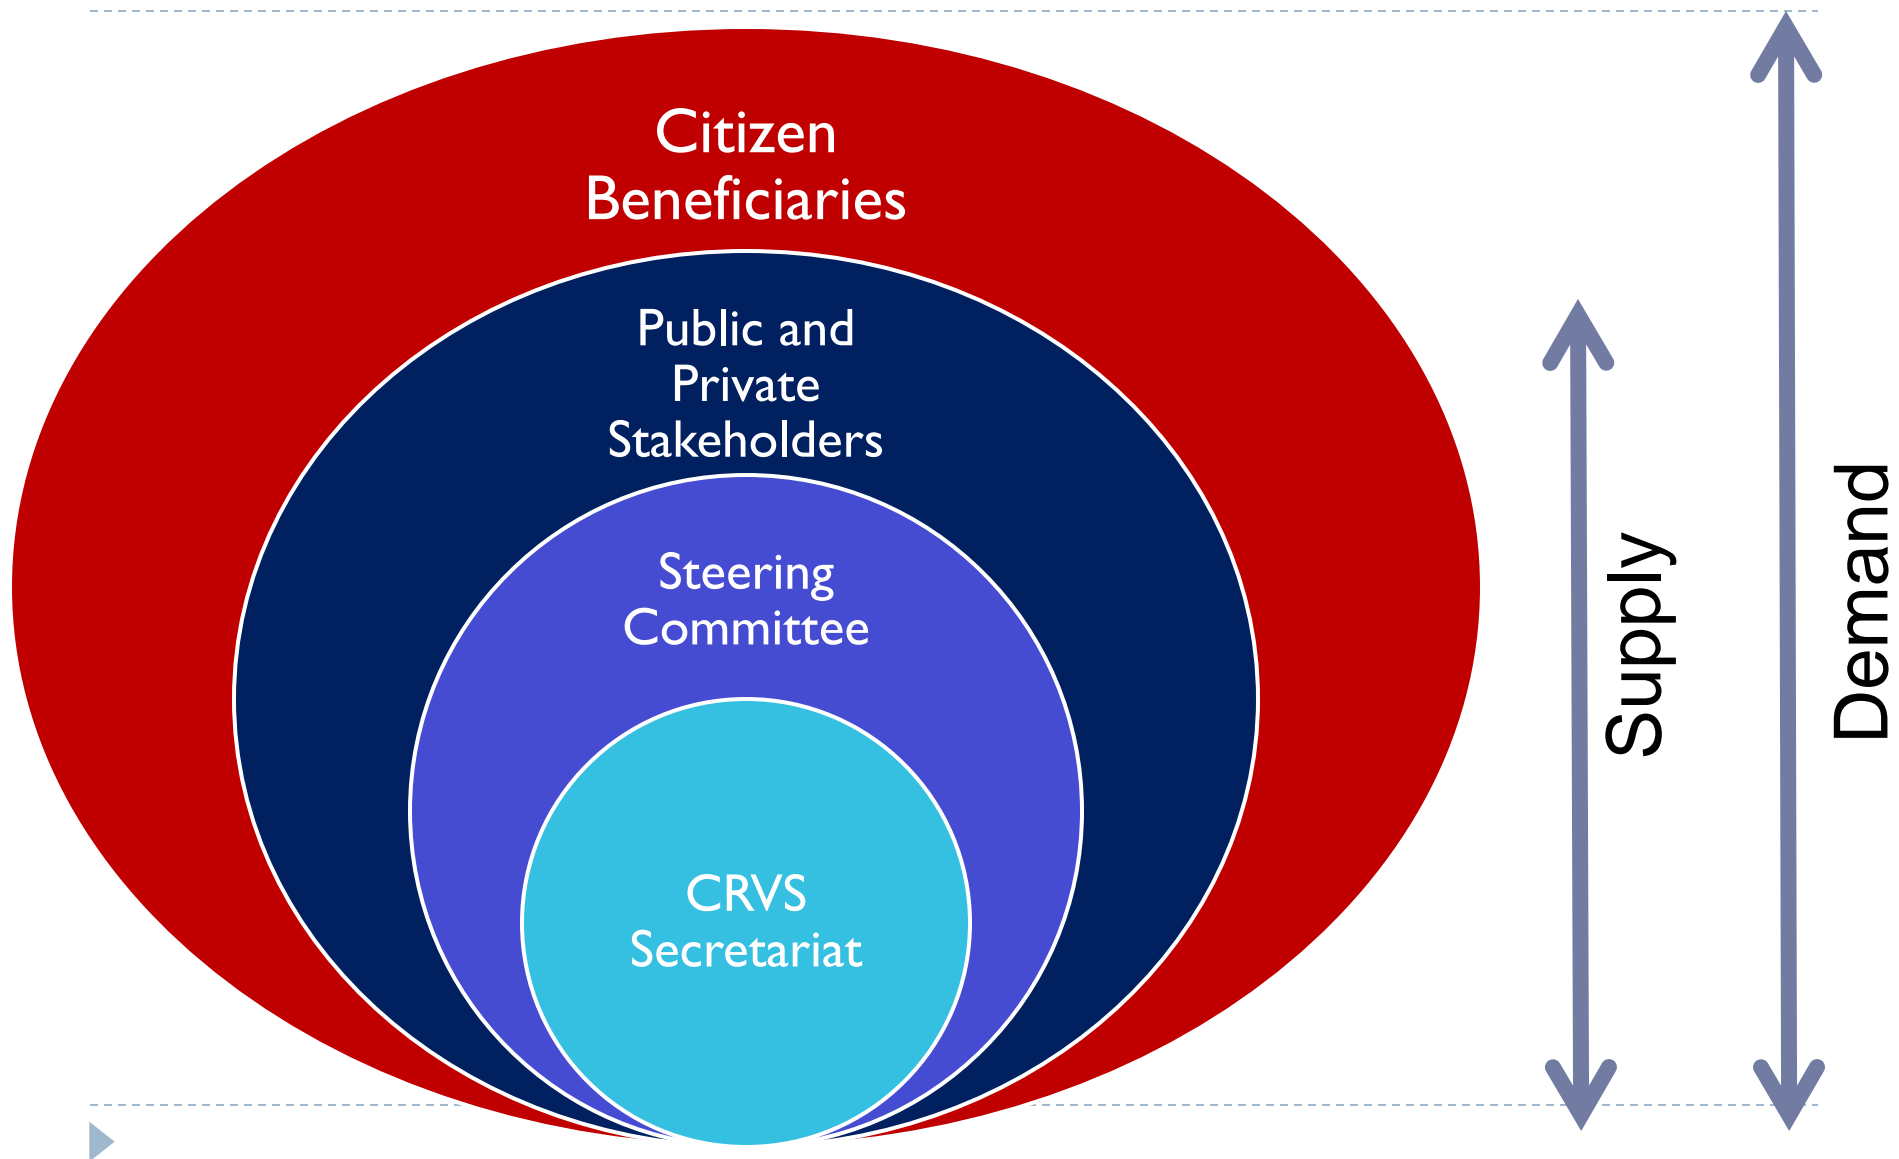 Citizen
Beneficiaries
Public and
Private
Stakeholders
Steering
Committee
CRVS
Secretariat
Supply
Demand